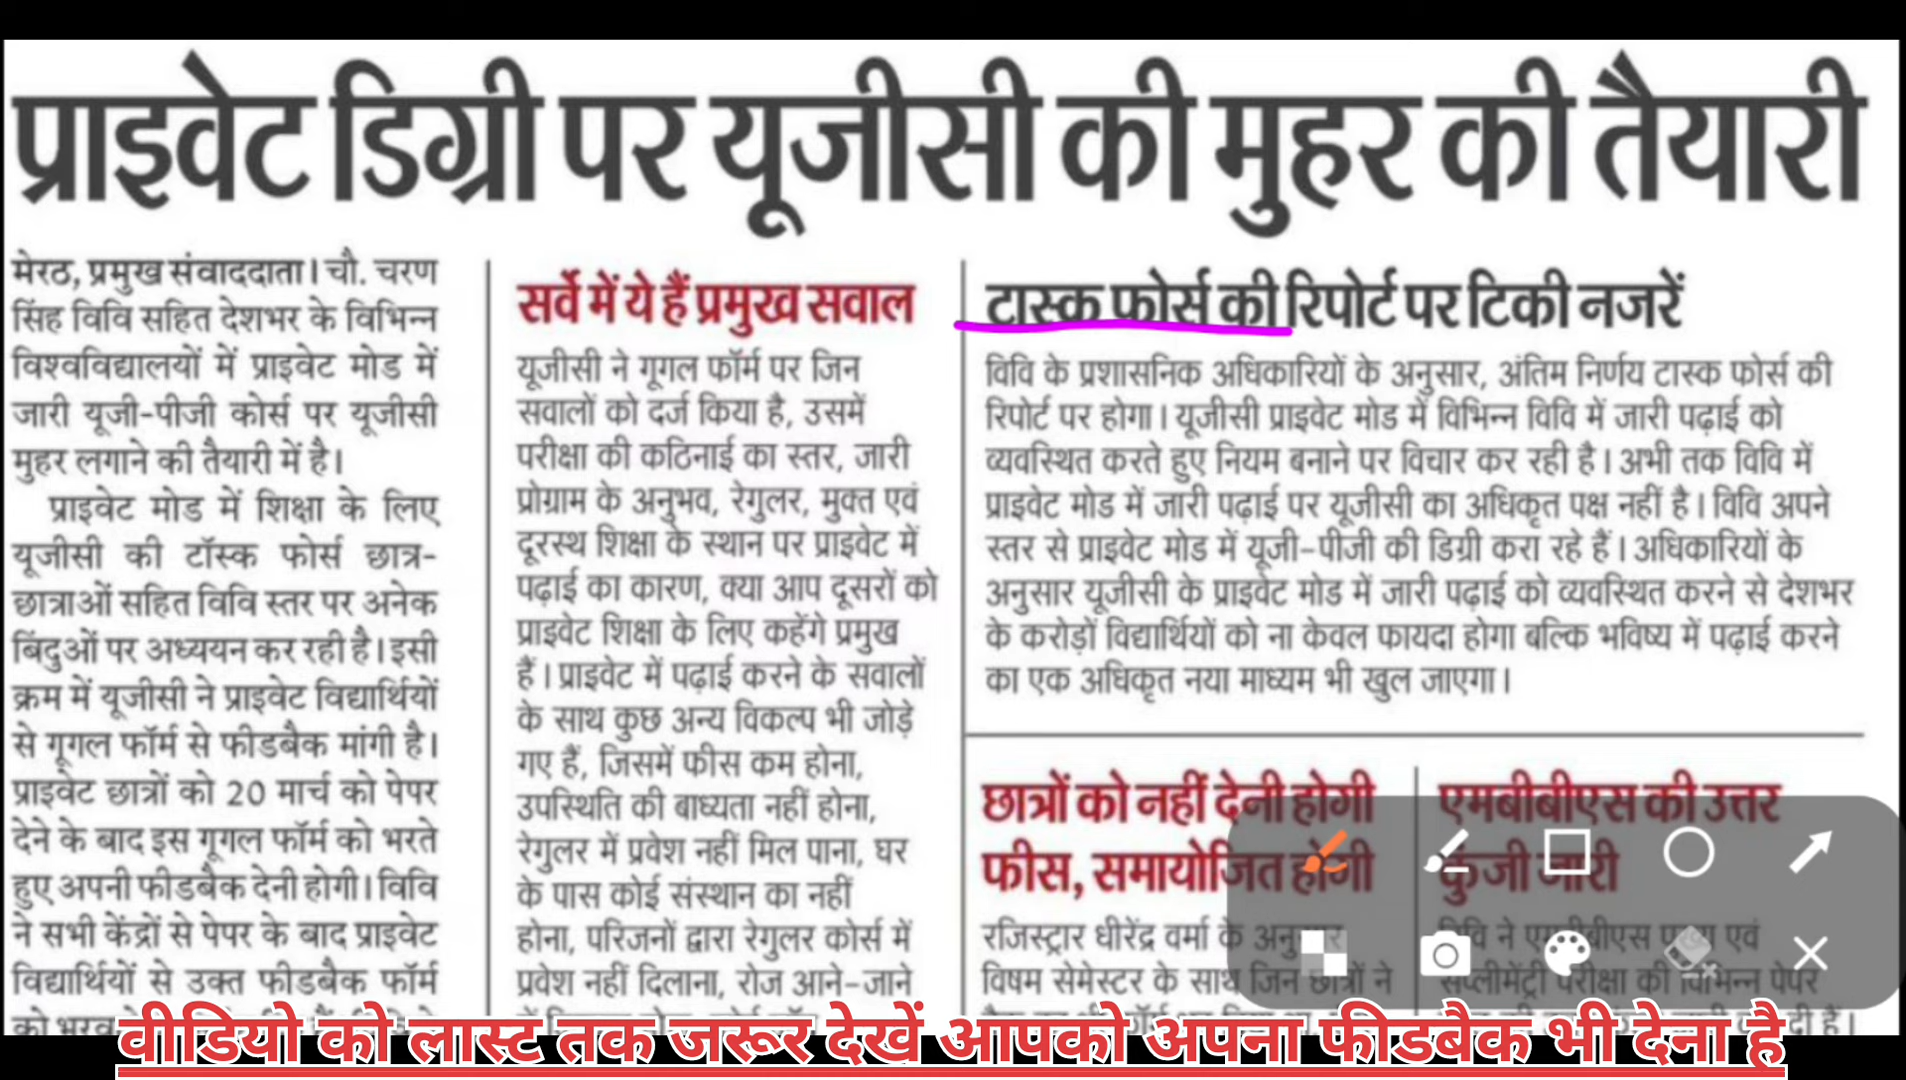 प्राइवेट डिग्री पर यूजीसी की मुहर की तैयारी
मेरठ, प्रमुख संवाददाता। चौ. चरण
सिंह विवि सहित देशभर के विभिन्न
विश्वविद्यालयों में प्राइवेट मोड में
जारी यूजी-पीजी कोर्स पर यूजीसी
मुहर लगाने की तैयारी में है।
प्राइवेट मोड में शिक्षा के लिए
यूजीसी की टॉस्क फोर्स छात्र-
छात्राओं सहित विवि स्तर पर अनेक
बिंदुओं पर अध्ययन कर रही है। इसी
क्रम में यूजीसी ने प्राइवेट विद्यार्थियों
से गूगल फॉर्म से फीडबैक मांगी है।
प्राइवेट छात्रों को 20 मार्च को पेपर
देने के बाद इस गूगल फॉर्म को भरते
हुए अपनी फीडबैक देनी होगी। विवि
ने सभी केंद्रों से पेपर के बाद प्राइवेट
विद्यार्थियों से उक्त फीडबैक फॉर्म
सर्वे में ये हैं प्रमुख सवाल
यूजीसी ने गूगल फॉर्म पर जिन
सवालों को दर्ज किया है, उसमें
परीक्षा की कठिनाई का स्तर, जारी
प्रोग्राम के अनुभव, रेगुलर, मुक्त एवं
दूरस्थ शिक्षा के स्थान पर प्राइवेट में
पढ़ाई का कारण, क्या आप दूसरों को
प्राइवेट शिक्षा के लिए कहेंगे प्रमुख
हैं। प्राइवेट में पढ़ाई करने के सवालों
के साथ कुछ अन्य विकल्प भी जोड़े
गए हैं, जिसमें फीस कम होना,
उपस्थिति की बाध्यता नहीं होना,
रेगुलर में प्रवेश नहीं मिल पाना, घर
के पास कोई संस्थान का नहीं
होना, परिजनों द्वारा रेगुलर कोर्स में
प्रवेश नहीं दिलाना, रोज आने-जाने
टास्क फोर्स की रिपोर्ट पर टिकी नजरें
विवि के प्रशासनिक अधिकारियों के अनुसार, अंतिम निर्णय टास्क फोर्स की
रिपोर्ट पर होगा। यूजीसी प्राइवेट मोड में विभिन्न विवि में जारी पढ़ाई को
व्यवस्थित करते हुए नियम बनाने पर विचार कर रही है। अभी तक विवि में
प्राइवेट मोड में जारी पढ़ाई पर यूजीसी का अधिकृत पक्ष नहीं है। विवि अपने
स्तर से प्राइवेट मोड में यूजी-पीजी की डिग्री करा रहे हैं। अधिकारियों के
अनुसार यूजीसी के प्राइवेट मोड में जारी पढ़ाई को व्यवस्थित करने से देशभर
के करोड़ों विद्यार्थियों को ना केवल फायदा होगा बल्कि भविष्य में पढ़ाई करने
का एक अधिकृत नया माध्यम भी खुल जाएगा।
छात्रों को नहीं देनी होगी
फीस, समायोजित होगी
रजिस्ट्रार धीरेंद्र वर्मा के अनुसार
विषम सेमेस्टर के साथ जिन छात्रों ने
एमबीबीएस की उत्तर
कुंजी जारी
विवि ने एमबीबीएस एवं
सप्लीमेंट्री परीक्षा की विभिन्न पेपर
वीडियो को लास्ट तक जरूर देखें आपको अपना फीडबैक भी देना है